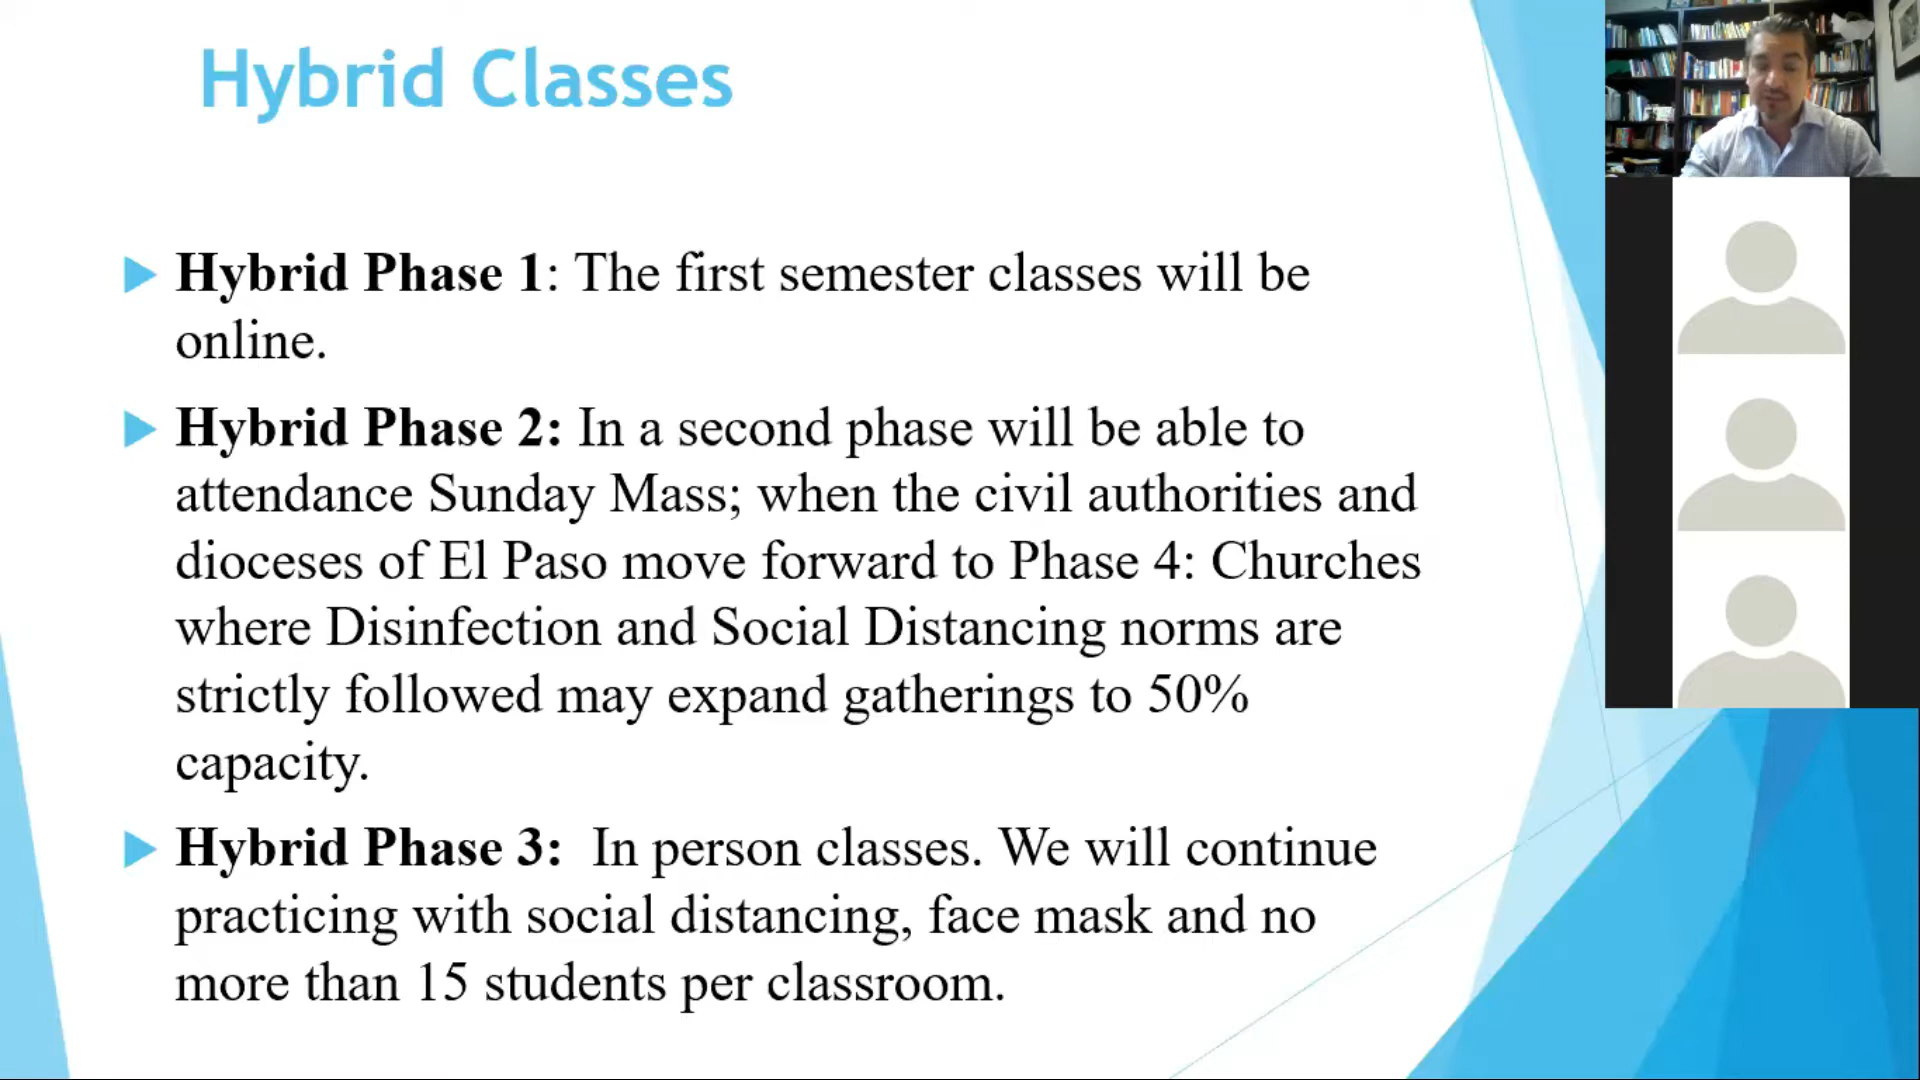 Hybrid Classes
Hybrid Phase 1: The first semester classes will be
online.
Hybrid Phase 2: In a second phase will be able to
attendance Sunday Mass; when the civil authorities and
dioceses of El Paso move forward to Phase 4: Churches
where Disinfection and Social Distancing norms are
strictly followed may expand gatherings to 50%
capacity.
Hybrid Phase 3:  In person classes. We will continue
practicing with social distancing, face mask and no
more than 15 students per classroom.